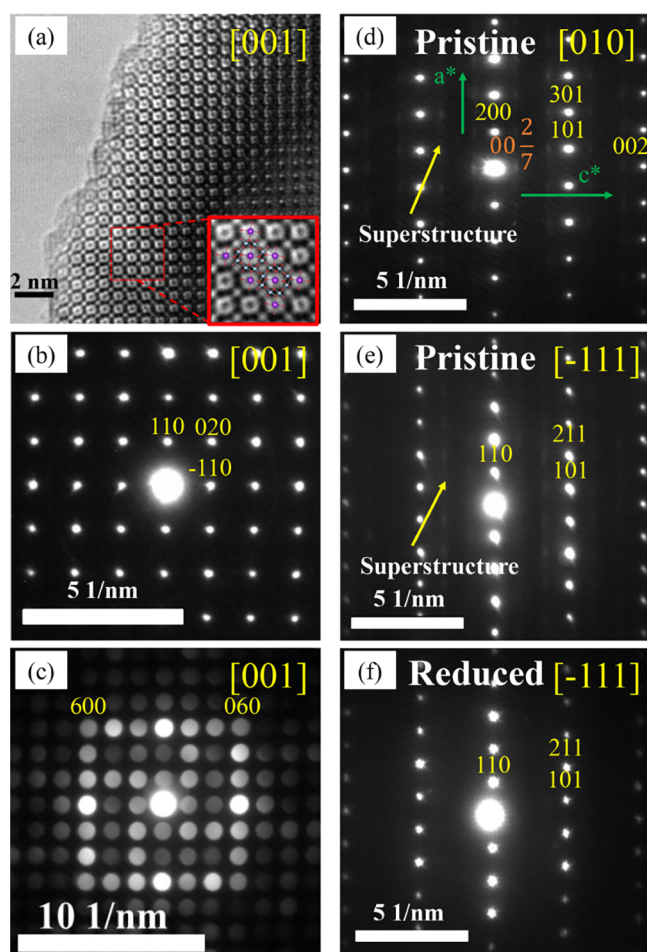 (a)
[001]
2 nm
(b)
[001]
110 020
-110
5 1/nm
(c)
[001]
600 060
10 1/nm
(d) Pristine [010]
a*
200
301
101
00 2/7
002
c*
Superstructure
5 1/nm
(e) Pristine [-111]
110
211
101
Superstructure
5 1/nm
(f) Reduced [-111]
110
211
101
5 1/nm